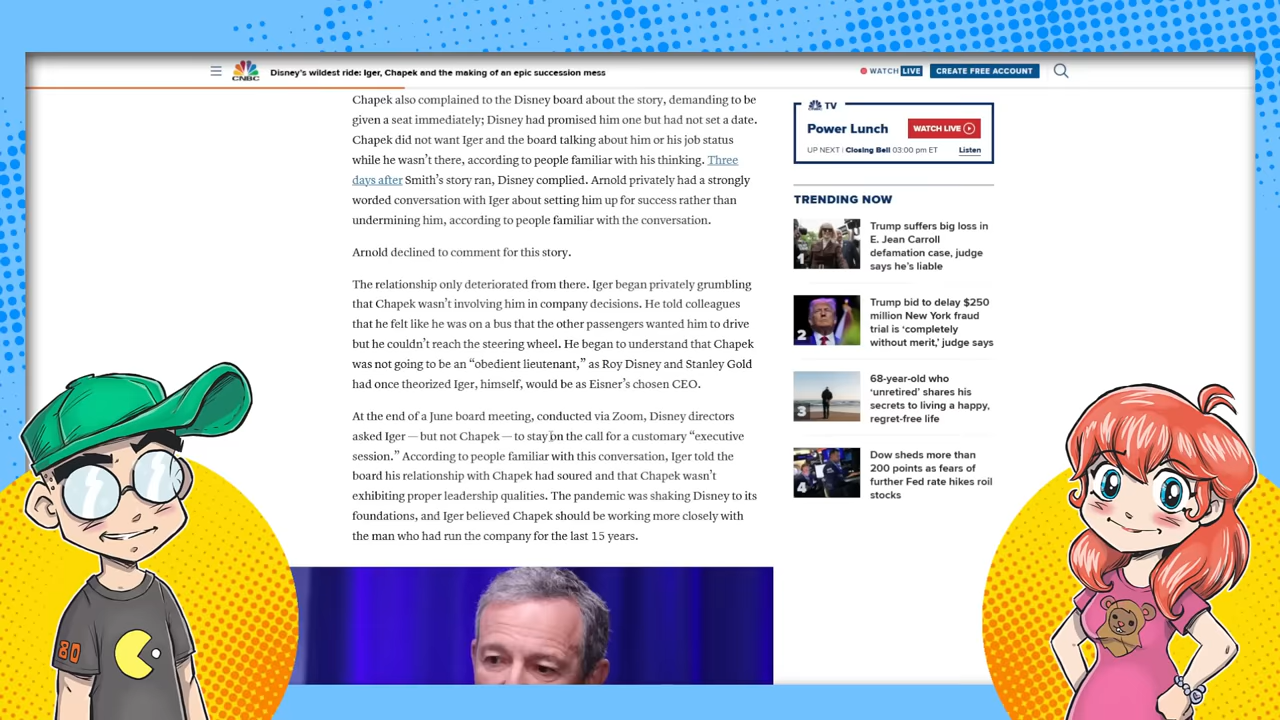 CNBC
Disney's wildest ride: Iger, Chapek and the making of an epic succession mess
WATCH LIVE
CREATE FREE ACCOUNT
Chapek also complained to the Disney board about the story, demanding to be
given a seat immediately; Disney had promised him one but had not set a date.
Chapek did not want Iger and the board talking about him or his job status
while he wasn't there, according to people familiar with his thinking. Three
days after Smith's story ran, Disney complied. Arnold privately had a strongly
worded conversation with Iger about setting him up for success rather than
undermining him, according to people familiar with the conversation.
Arnold declined to comment for this story.
The relationship only deteriorated from there. Iger began privately grumbling
that Chapek wasn't involving him in company decisions. He told colleagues
that he felt like he was on a bus that the other passengers wanted him to drive
but he couldn't reach the steering wheel. He began to understand that Chapek
was not going to be an “obedient lieutenant,” as Roy Disney and Stanley Gold
had once theorized Iger, himself, would be as Eisner's chosen CEO.
At the end of a June board meeting, conducted via Zoom, Disney directors
asked Iger — but not Chapek — to stay on the call for a customary “executive
session.” According to people familiar with this conversation, Iger told the
board his relationship with Chapek had soured and that Chapek wasn't
exhibiting proper leadership qualities. The pandemic was shaking Disney to its
foundations, and Iger believed Chapek should be working more closely with
the man who had run the company for the last 15 years.
TV
Power Lunch
WATCH LIVE
UP NEXT | Closing Bell 03:00 pm ET
Listen
TRENDING NOW
1
Trump suffers big loss in
E. Jean Carroll
defamation case, judge
says he's liable
2
Trump bid to delay $250
million New York fraud
trial is ‘completely
without merit,’ judge says
3
68-year-old who
‘unretired’ shares his
secrets to living a happy,
regret-free life
4
Dow sheds more than
200 points as fears of
further Fed rate hikes roil
stocks
80